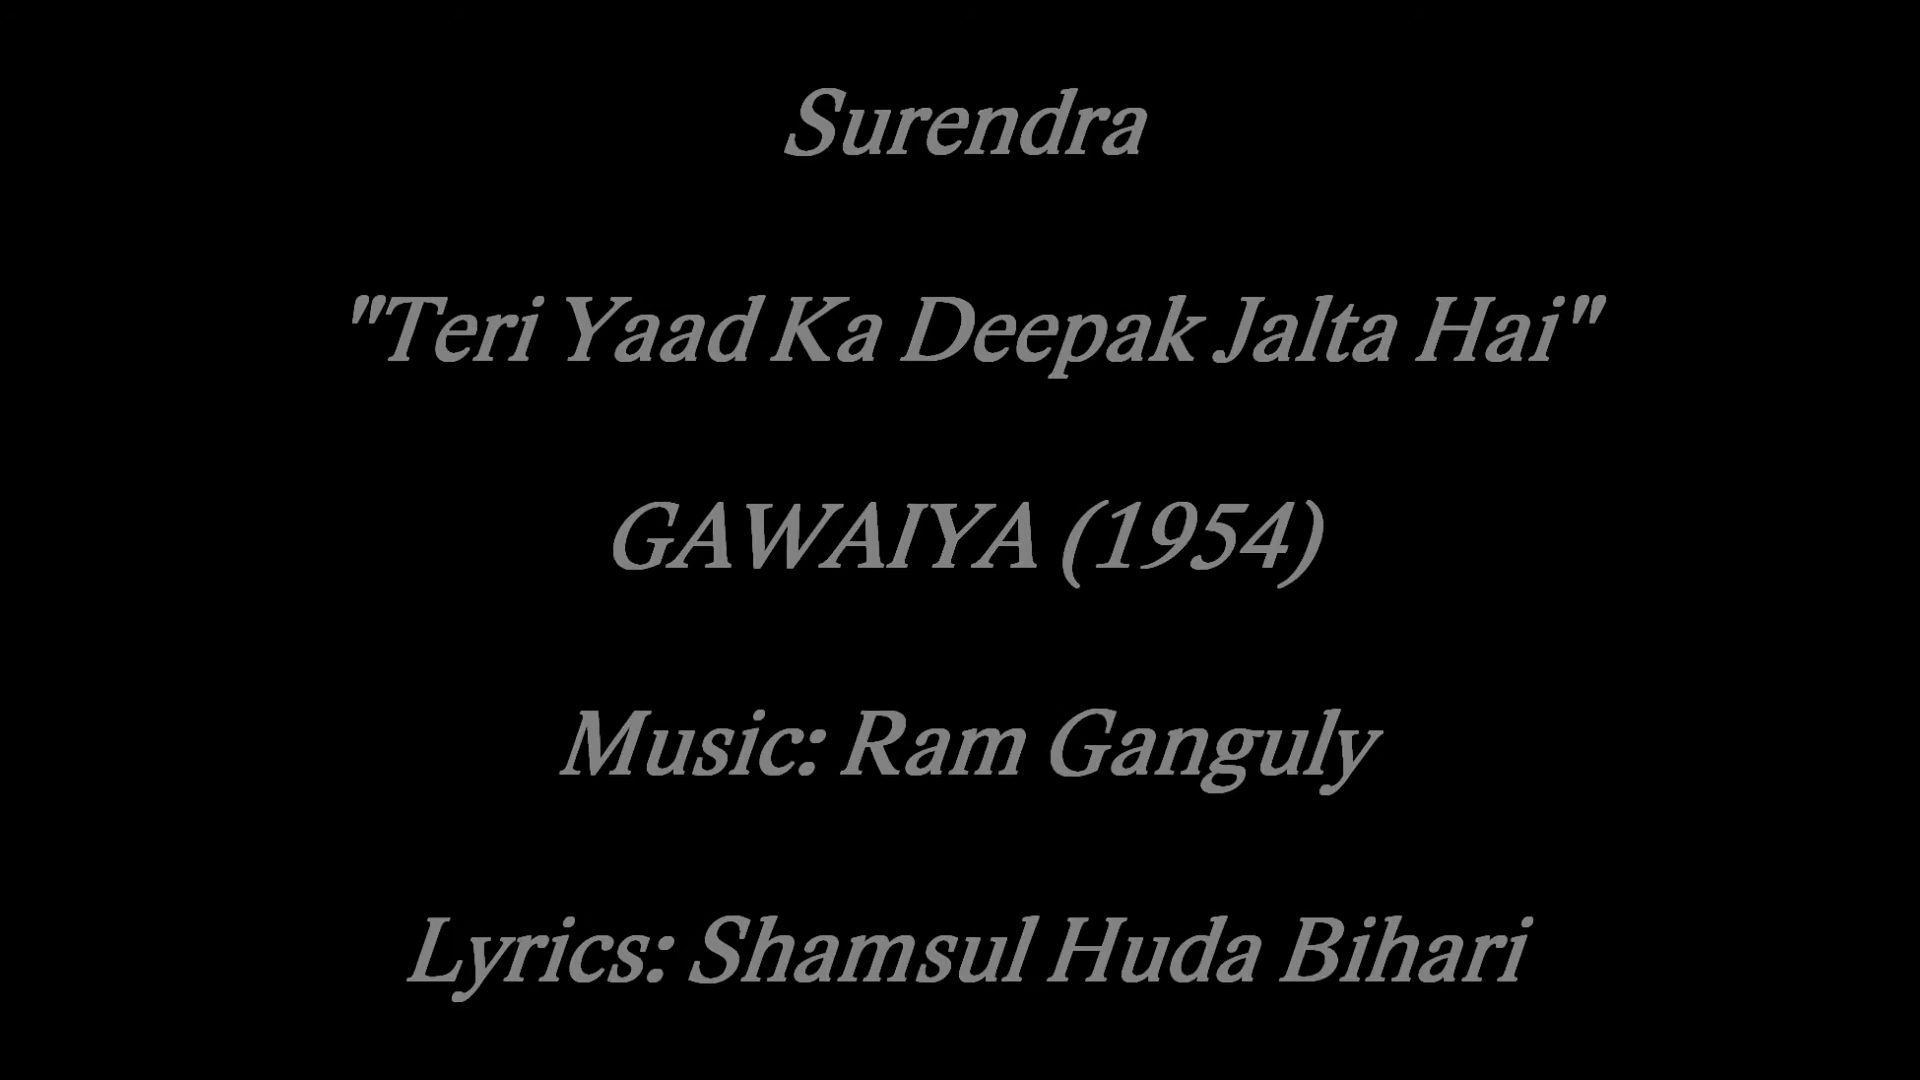 Surendra
"Teri Yaad Ka Deepak Jalta Hai"
GAWAIYA (1954)
Music: Ram Ganguly
Lyrics: Shamsul Huda Bihari